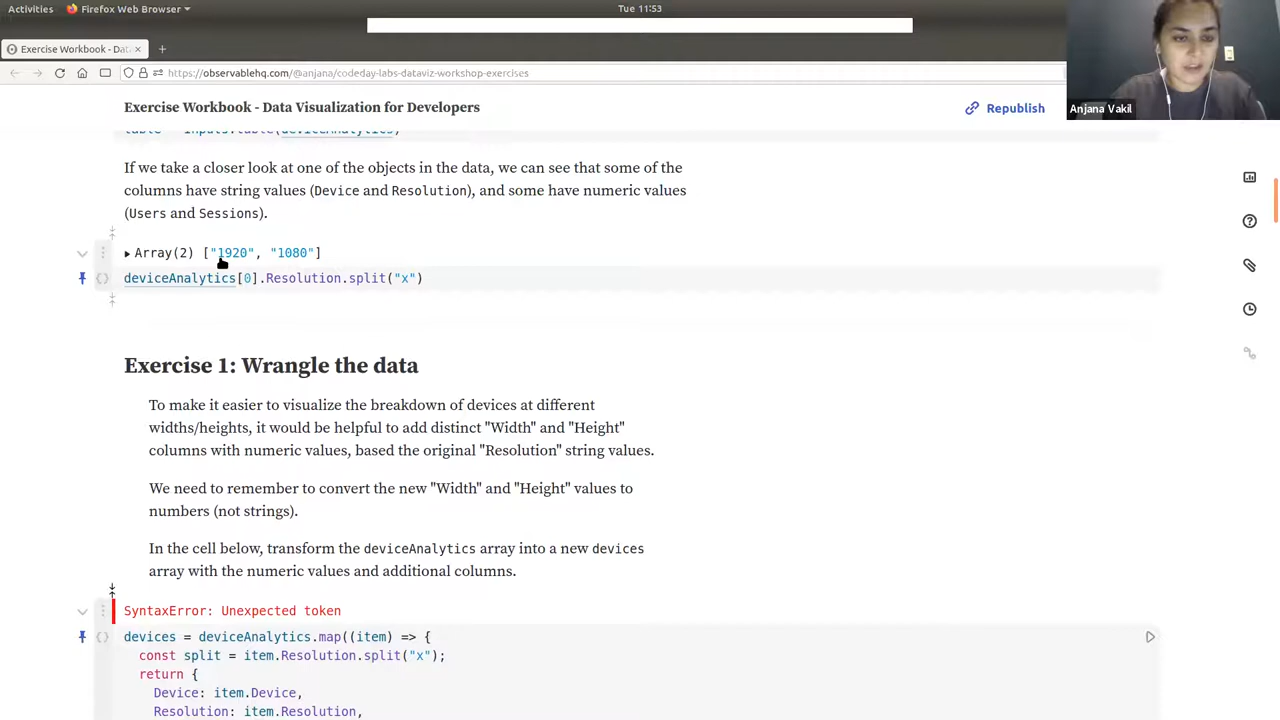 Activities
Firefox Web Browser
Tue 11:53
Exercise Workbook - Dat
https://observablehq.com/@anjana/codeday-labs-dataviz-workshop-exercises
Anjana Vakil
Exercise Workbook - Data Visualization for Developers
Republish
table = Inputs.table(deviceAnalytics)
If we take a closer look at one of the objects in the data, we can see that some of the
columns have string values (Device and Resolution), and some have numeric values
(Users and Sessions).
Array(2) ["1920", "1080"]
deviceAnalytics[0].Resolution.split("x")
Exercise 1: Wrangle the data
To make it easier to visualize the breakdown of devices at different
widths/heights, it would be helpful to add distinct "Width" and "Height"
columns with numeric values, based the original "Resolution" string values.
We need to remember to convert the new "Width" and "Height" values to
numbers (not strings).
In the cell below, transform the deviceAnalytics array into a new devices
array with the numeric values and additional columns.
SyntaxError: Unexpected token
devices = deviceAnalytics.map((item) => {
const split = item.Resolution.split("x");
return {
Device: item.Device,
Resolution: item.Resolution,